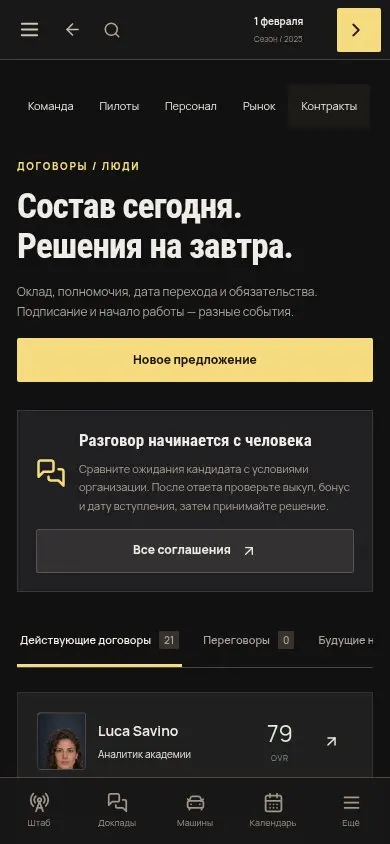 1 февраля
Сезон / 2025
Команда Пилоты Персонал Рынок Контракты
ДОГОВОРЫ / ЛЮДИ
Состав сегодня.
Решения на завтра.
Оклад, полномочия, дата перехода и обязательства.
Подписание и начало работы — разные события.
Новое предложение
Разговор начинается с человека
Сравните ожидания кандидата с условиями
организации. После ответа проверьте выкуп, бонус
и дату вступления, затем принимайте решение.
Все соглашения
Действующие договоры 21 Переговоры 0 Будущие н
Luca Savino
Аналитик академии
79
OVR
Штаб Доклады Машины Календарь Ещё